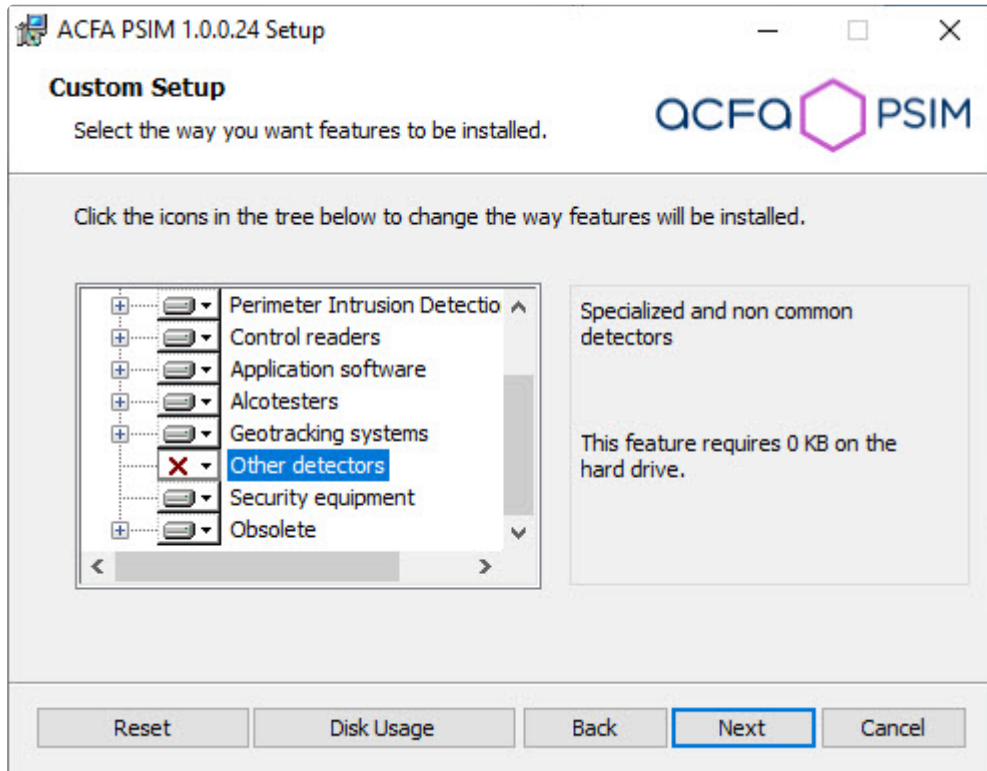 ACFA PSIM 1.0.0.24 Setup
Custom Setup
Select the way you want features to be installed.
acFa PSIM
Click the icons in the tree below to change the way features will be installed.
Perimeter Intrusion Detectio
Control readers
Application software
Alcotesters
Geotracking systems
Other detectors
Security equipment
Obsolete
Specialized and non common
detectors
This feature requires 0 KB on the
hard drive.
Reset
Disk Usage
Back
Next
Cancel